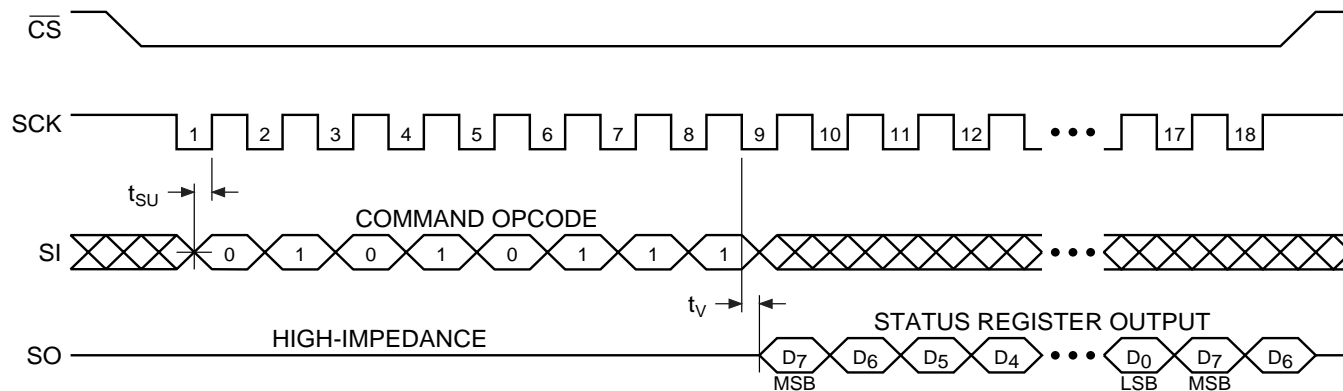 CS
SCK 1 2 3 4 5 6 7 8 9 10 11 12 ••• 17 18
tSU
COMMAND OPCODE
SI 0 1 0 1 0 1 1 1 •••
tV
HIGH-IMPEDANCE
STATUS REGISTER OUTPUT
SO D7 D6 D5 D4 ••• D0 D7 D6
MSB LSB MSB